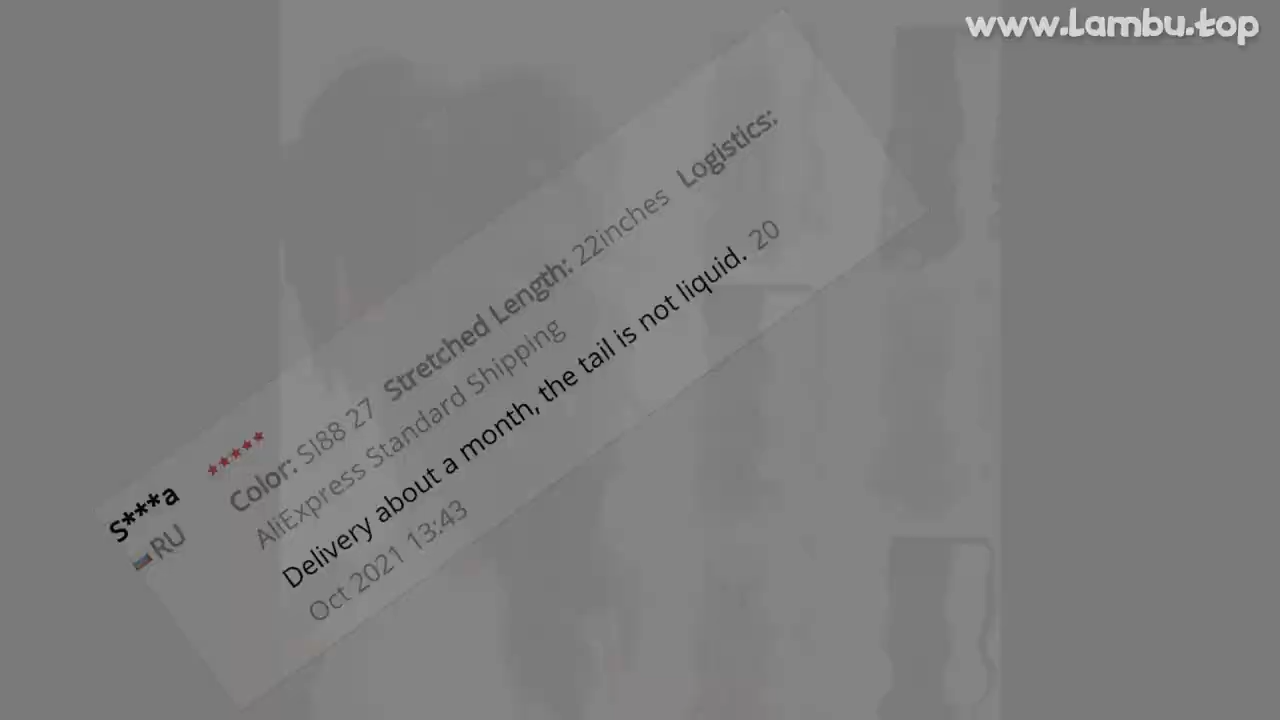 www.Lambu.top
S***a
RU
Color: SI88 27 Stretched Length: 22inches Logistics:
AliExpress Standard Shipping
Delivery about a month, the tail is not liquid. 20
Oct 2021 13:43